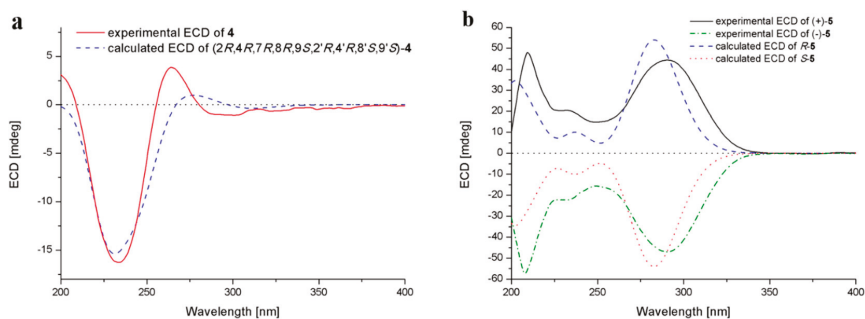 a
experimental ECD of 4
calculated ECD of (2R,4R,7R,8R,9S,2'R,4'R,8'S,9'S)-4
ECD [mdeg]
5
0
-5
-10
-15
200
250
300
350
400
Wavelength [nm]
b
experimental ECD of (+)-5
experimental ECD of (-)-5
calculated ECD of R-5
calculated ECD of S-5
ECD [mdeg]
60
50
40
30
20
10
0
-10
-20
-30
-40
-50
-60
200
250
300
350
400
Wavelength [nm]